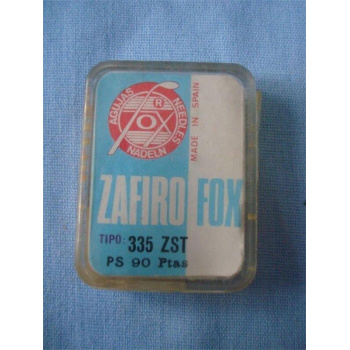 AGUJAS NEEDLES NADELN
FOX
R
MADE IN SPAIN
ZAFIRO FOX
TIPO: 335 ZST
PS 90 Ptas